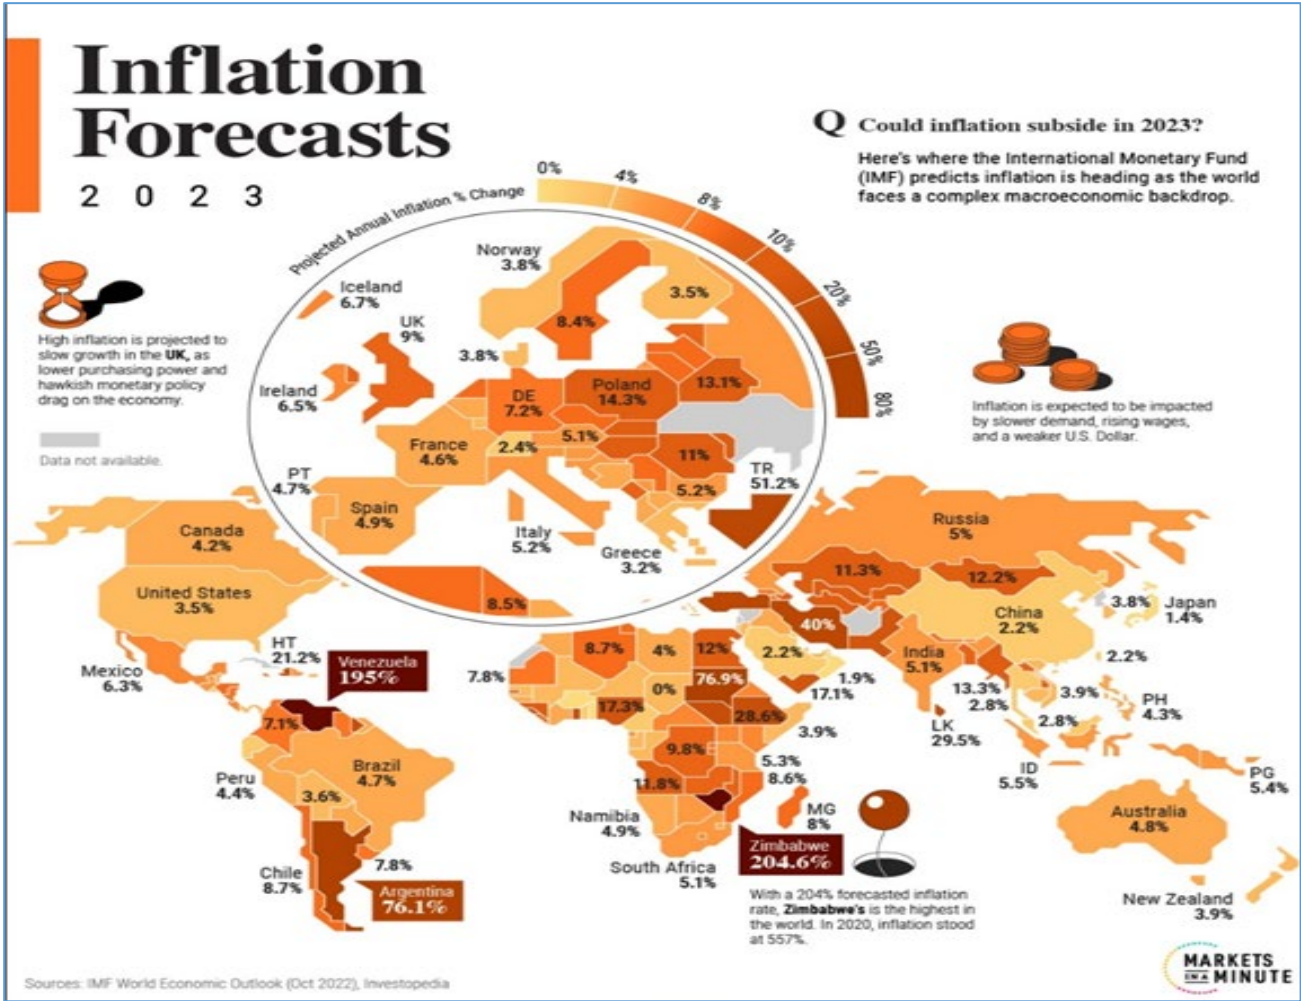 Inflation
Forecasts
2 0 2 3
Q Could inflation subside in 2023?
Here's where the International Monetary Fund
(IMF) predicts inflation is heading as the world
faces a complex macroeconomic backdrop.
Projected Annual Inflation % Change
0%
4%
8%
10%
20%
50%
80%
High inflation is projected to
slow growth in the UK, as
lower purchasing power and
hawkish monetary policy
drag on the economy.
Data not available.
Inflation is expected to be impacted
by slower demand, rising wages,
and a weaker U.S. Dollar.
Norway
3.8%
Iceland
6.7%
UK
9%
3.5%
8.4%
3.8%
Ireland
6.5%
DE
7.2%
Poland
14.3%
13.1%
France
4.6%
2.4%
5.1%
11%
PT
4.7%
Spain
4.9%
5.2%
TR
51.2%
Italy
5.2%
Greece
3.2%
8.5%
Canada
4.2%
United States
3.5%
HT
21.2%
Mexico
6.3%
Venezuela
195%
7.1%
Brazil
4.7%
Peru
4.4%
3.6%
Chile
8.7%
7.8%
Argentina
76.1%
Russia
5%
11.3%
12.2%
China
2.2%
3.8%
Japan
1.4%
40%
India
5.1%
2.2%
7.8%
8.7%
4%
12%
2.2%
76.9%
1.9%
17.1%
0%
17.3%
28.6%
3.9%
9.8%
5.3%
8.6%
11.8%
MG
8%
Namibia
4.9%
South Africa
5.1%
Zimbabwe
204.6%
With a 204% forecasted inflation
rate, Zimbabwe's is the highest in
the world. In 2020, inflation stood
at 557%.
13.3%
2.8%
3.9%
PH
4.3%
LK
29.5%
2.8%
ID
5.5%
PG
5.4%
Australia
4.8%
New Zealand
3.9%
Sources: IMF World Economic Outlook (Oct 2022), Investopedia
MARKETS
IN A MINUTE